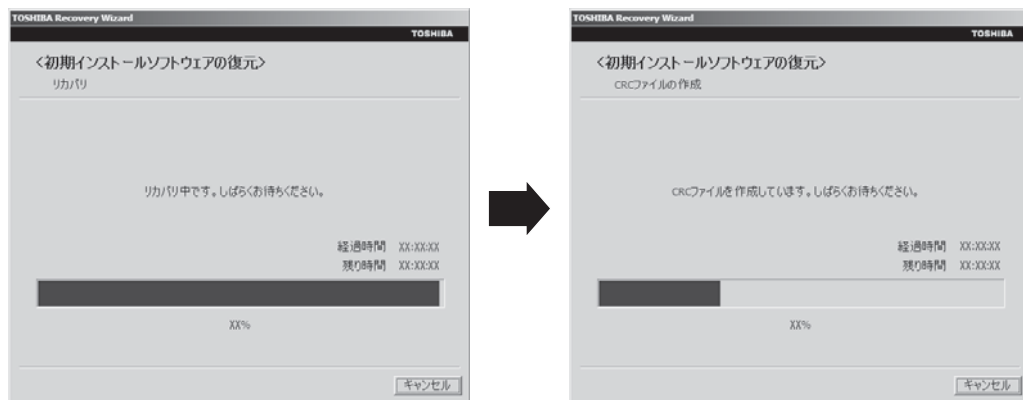 TOSHIBA Recovery Wizard
TOSHIBA
<初期インストールソフトウェアの復元>
リカバリ
リカバリ中です。しばらくお待ちください。
経過時間 XX:XX:XX
残り時間 XX:XX:XX
XX%
キャンセル
TOSHIBA Recovery Wizard
TOSHIBA
<初期インストールソフトウェアの復元>
CRCファイルの作成
CRCファイルを作成しています。しばらくお待ちください。
経過時間 XX:XX:XX
残り時間 XX:XX:XX
XX%
キャンセル